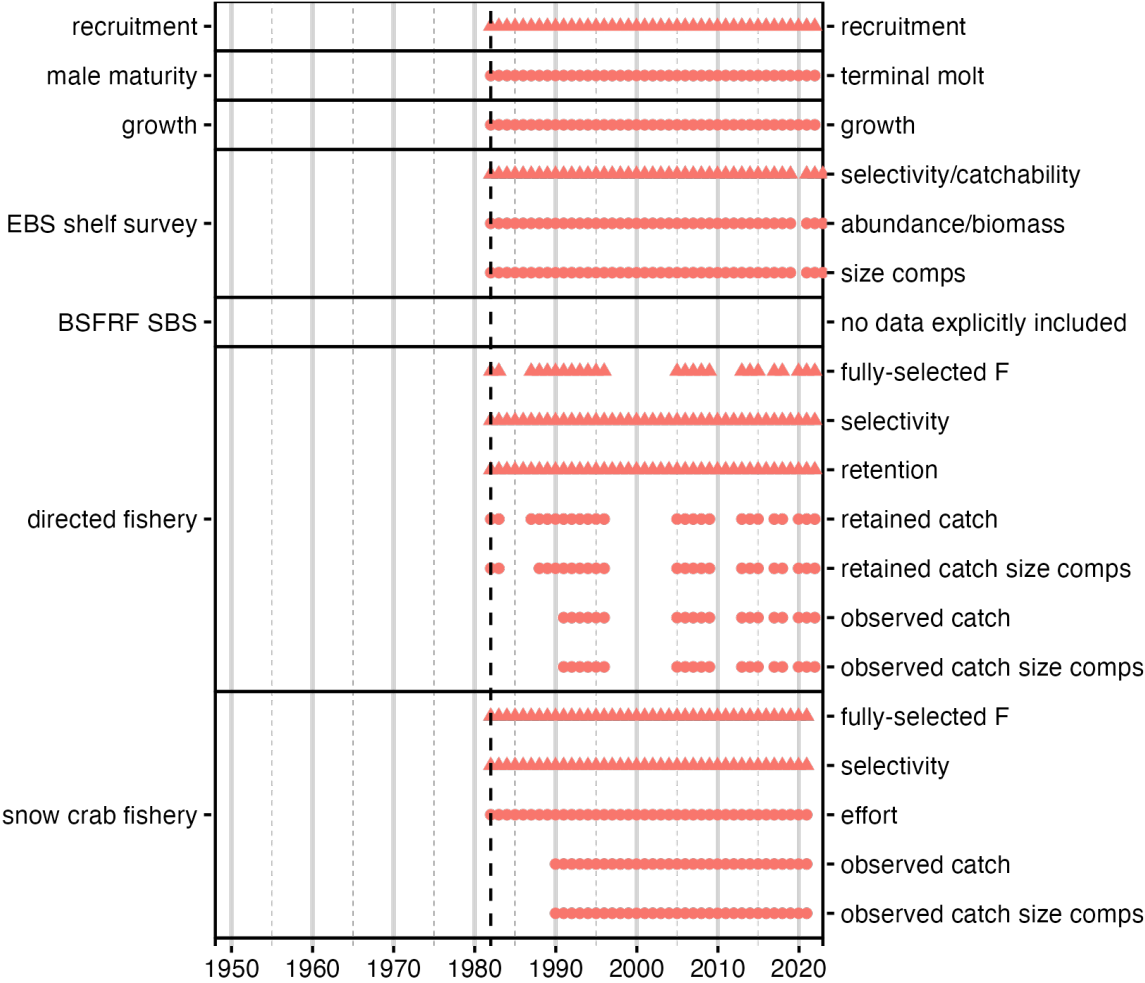 recruitment recruitment
male maturity terminal molt
growth growth
selectivity/catchability
EBS shelf survey abundance/biomass
size comps
BSFRF SBS no data explicitly included
fully-selected F
selectivity
retention
directed fishery retained catch
retained catch size comps
observed catch
observed catch size comps
fully-selected F
selectivity
snow crab fishery effort
observed catch
observed catch size comps
1950 1960 1970 1980 1990 2000 2010 2020